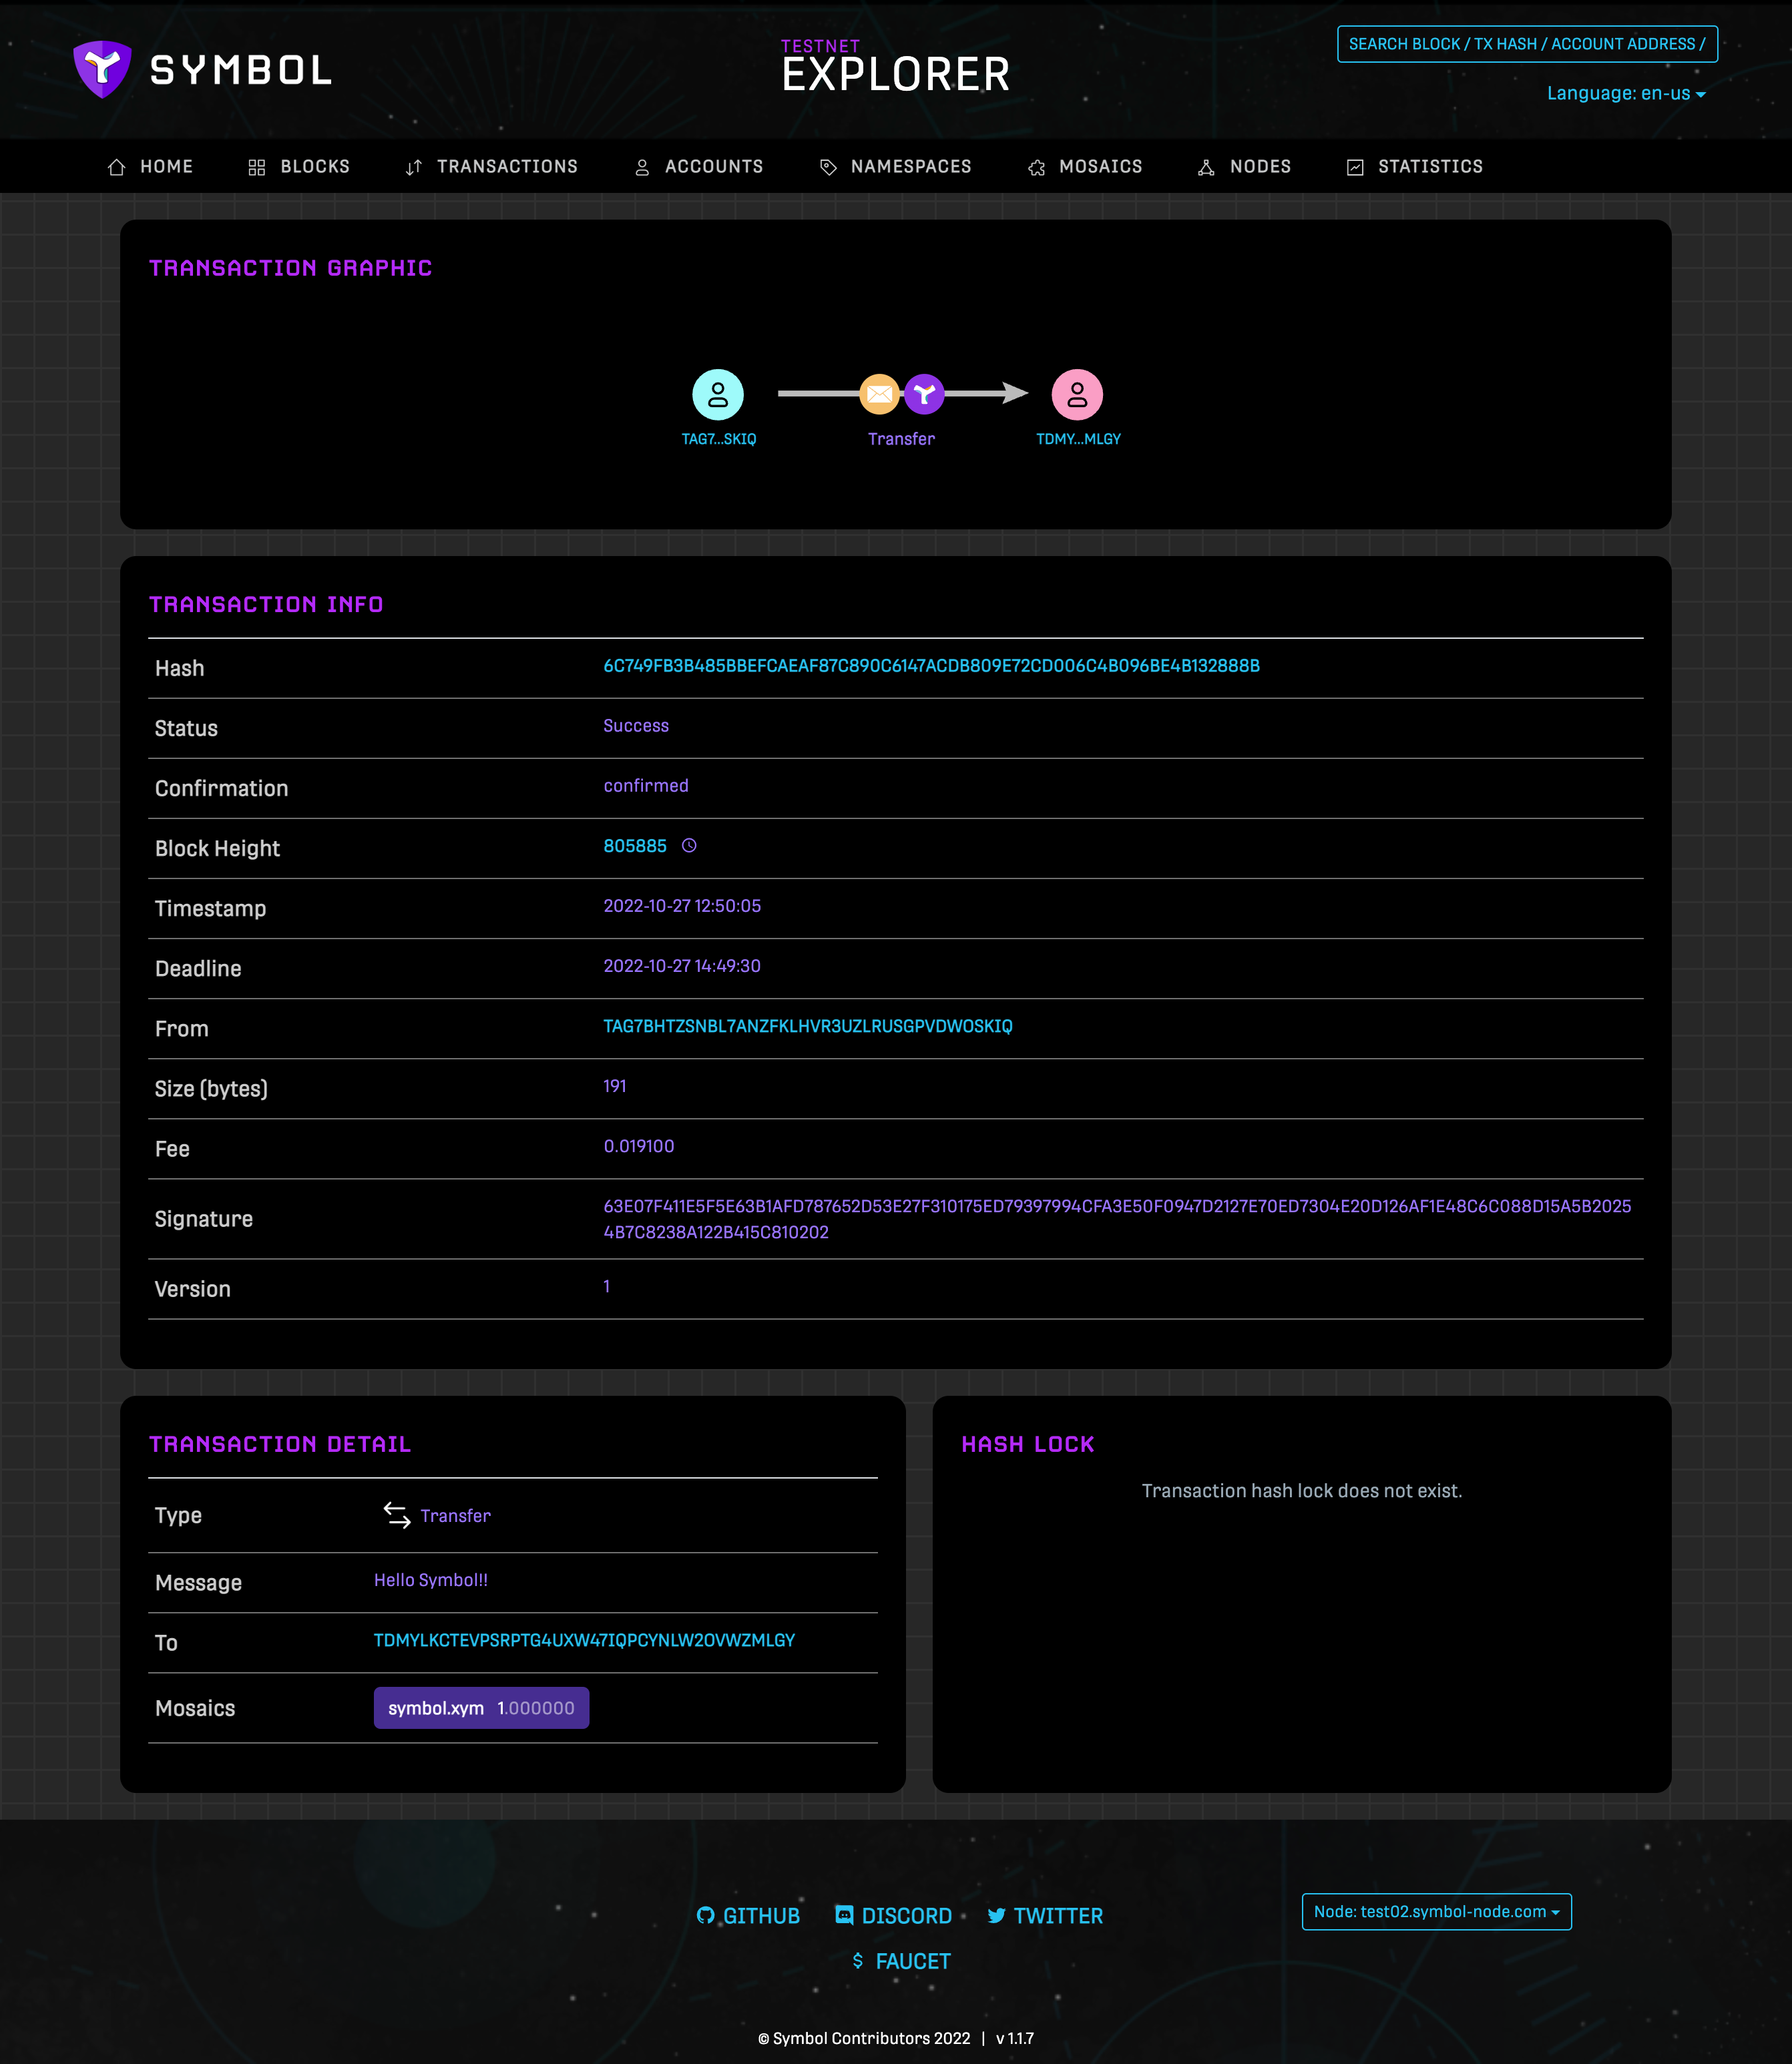 SYMBOL
TESTNET
EXPLORER
SEARCH BLOCK / TX HASH / ACCOUNT ADDRESS /
Language: en-us
HOME
BLOCKS
TRANSACTIONS
ACCOUNTS
NAMESPACES
MOSAICS
NODES
STATISTICS
TRANSACTION GRAPHIC
TAG7...SKIQ
Transfer
TDMY...MLGY
TRANSACTION INFO
Hash
6C749FB3B485BBEFCAEAF87C890C6147ACDB809E72CD006C4B096BE4B132888B
Status
Success
Confirmation
confirmed
Block Height
805885
Timestamp
2022-10-27 12:50:05
Deadline
2022-10-27 14:49:30
From
TAG7BHTZSNBL7ANZFKLHVR3UZLRUSGPVDWOSKIQ
Size (bytes)
191
Fee
0.019100
Signature
63E07F411E5F5E63B1AFD787652D53E27F310175ED79397994CFA3E50F0947D2127E70ED7304E20D126AF1E48C6C088D15A5B2025
4B7C8238A122B415C810202
Version
1
TRANSACTION DETAIL
Type
Transfer
Message
Hello Symbol!!
To
TDMYLKCTEVPSRPTG4UXW47IQPCYNLW2OVWZMLGY
Mosaics
symbol.xym 1.000000
HASH LOCK
Transaction hash lock does not exist.
GITHUB
DISCORD
TWITTER
FAUCET
Node: test02.symbol-node.com
© Symbol Contributors 2022 | v 1.1.7